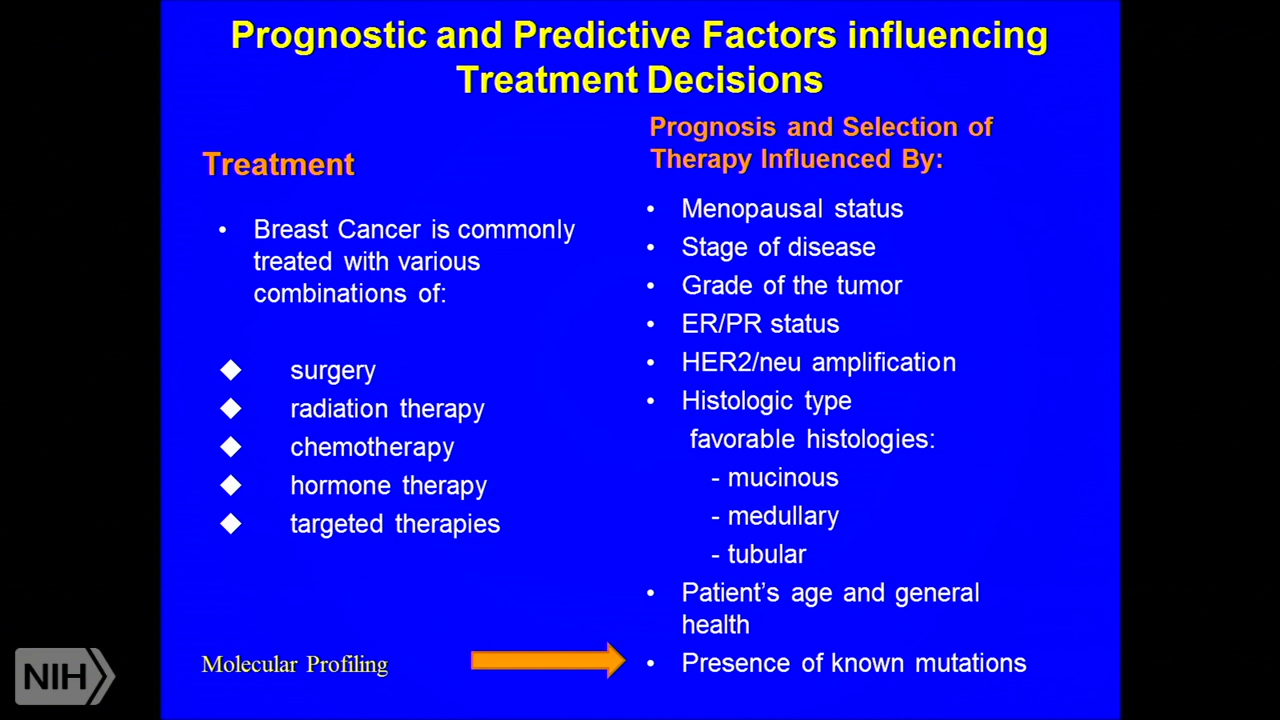 Prognostic and Predictive Factors influencing
Treatment Decisions
Treatment
• Breast Cancer is commonly
treated with various
combinations of:
◆ surgery
◆ radiation therapy
◆ chemotherapy
◆ hormone therapy
◆ targeted therapies
Molecular Profiling
Prognosis and Selection of
Therapy Influenced By:
• Menopausal status
• Stage of disease
• Grade of the tumor
• ER/PR status
• HER2/neu amplification
• Histologic type
favorable histologies:
- mucinous
- medullary
- tubular
• Patient's age and general
health
• Presence of known mutations
NIH